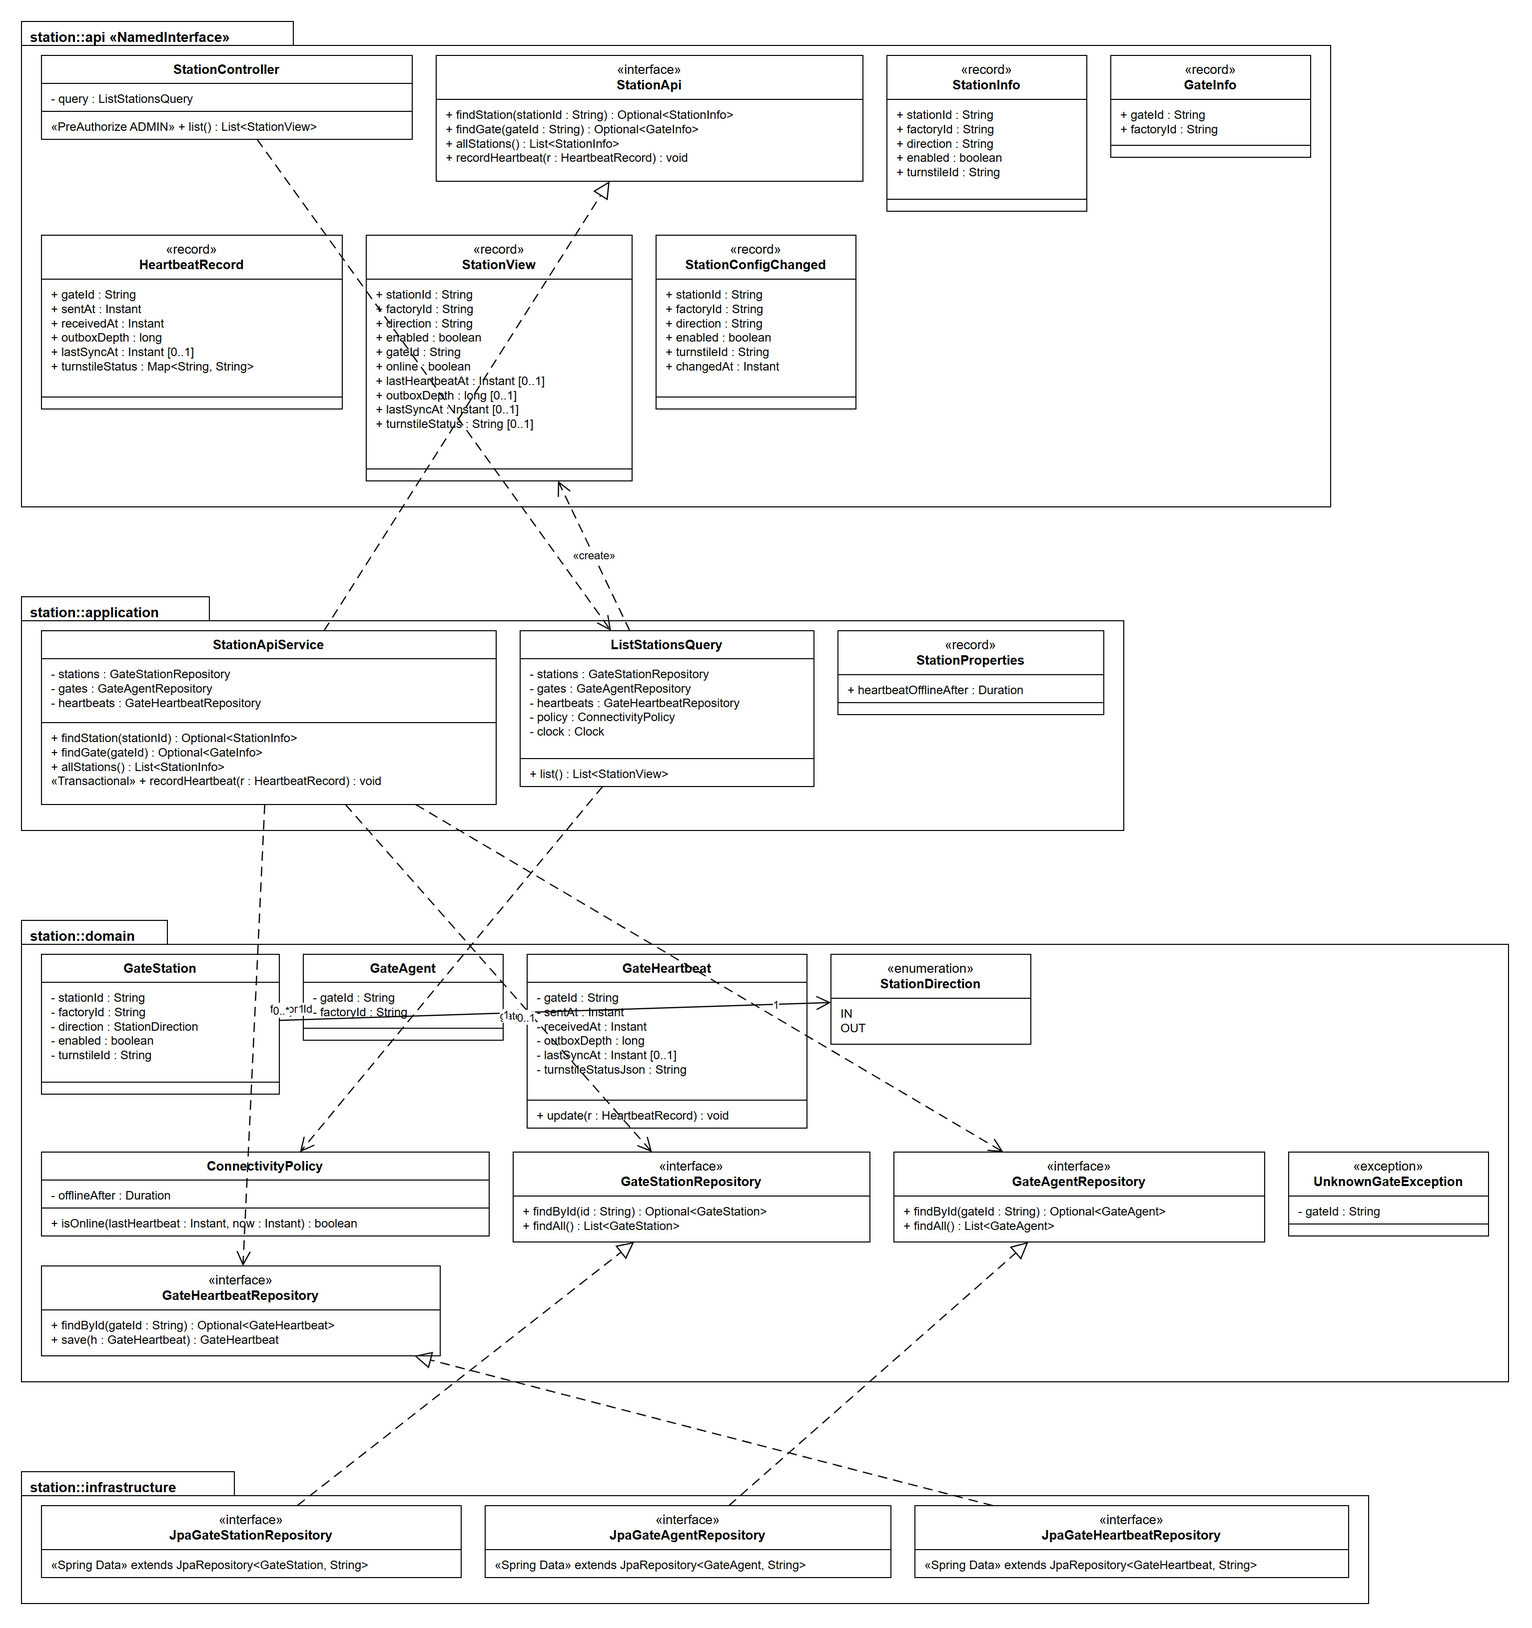 station::api «NamedInterface»
StationController
- query : ListStationsQuery
«PreAuthorize ADMIN» + list() : List<StationView>
«interface»
StationApi
+ findStation(stationId : String) : Optional<StationInfo>
+ findGate(gateId : String) : Optional<GateInfo>
+ allStations() : List<StationInfo>
+ recordHeartbeat(r : HeartbeatRecord) : void
«record»
StationInfo
+ stationId : String
+ factoryId : String
+ direction : String
+ enabled : boolean
+ turnstileId : String
«record»
GateInfo
+ gateId : String
+ factoryId : String
«record»
HeartbeatRecord
+ gateId : String
+ sentAt : Instant
+ receivedAt : Instant
+ outboxDepth : long
+ lastSyncAt : Instant [0..1]
+ turnstileStatus : Map<String, String>
«record»
StationView
+ stationId : String
+ factoryId : String
+ direction : String
+ enabled : boolean
+ gateId : String
+ online : boolean
+ lastHeartbeatAt : Instant [0..1]
+ outboxDepth : long [0..1]
+ lastSyncAt : Instant [0..1]
+ turnstileStatus : String [0..1]
«record»
StationConfigChanged
+ stationId : String
+ factoryId : String
+ direction : String
+ enabled : boolean
+ turnstileId : String
+ changedAt : Instant
«create»
station::application
StationApiService
- stations : GateStationRepository
- gates : GateAgentRepository
- heartbeats : GateHeartbeatRepository
+ findStation(stationId) : Optional<StationInfo>
+ findGate(gateId) : Optional<GateInfo>
+ allStations() : List<StationInfo>
«Transactional» + recordHeartbeat(r : HeartbeatRecord) : void
ListStationsQuery
- stations : GateStationRepository
- gates : GateAgentRepository
- heartbeats : GateHeartbeatRepository
- policy : ConnectivityPolicy
- clock : Clock
+ list() : List<StationView>
«record»
StationProperties
+ heartbeatOfflineAfter : Duration
station::domain
GateStation
- stationId : String
- factoryId : String
- direction : StationDirection
- enabled : boolean
- turnstileId : String
0..*
1
GateAgent
- gateId : String
- factoryId : String
1
0..1
GateHeartbeat
- gateId : String
- sentAt : Instant
- receivedAt : Instant
- outboxDepth : long
- lastSyncAt : Instant [0..1]
- turnstileStatusJson : String
+ update(r : HeartbeatRecord) : void
1
«enumeration»
StationDirection
IN
OUT
ConnectivityPolicy
- offlineAfter : Duration
+ isOnline(lastHeartbeat : Instant, now : Instant) : boolean
«interface»
GateStationRepository
+ findById(id : String) : Optional<GateStation>
+ findAll() : List<GateStation>
«interface»
GateAgentRepository
+ findById(gateId : String) : Optional<GateAgent>
+ findAll() : List<GateAgent>
«exception»
UnknownGateException
- gateId : String
«interface»
GateHeartbeatRepository
+ findById(gateId : String) : Optional<GateHeartbeat>
+ save(h : GateHeartbeat) : GateHeartbeat
station::infrastructure
«interface»
JpaGateStationRepository
«Spring Data» extends JpaRepository<GateStation, String>
«interface»
JpaGateAgentRepository
«Spring Data» extends JpaRepository<GateAgent, String>
«interface»
JpaGateHeartbeatRepository
«Spring Data» extends JpaRepository<GateHeartbeat, String>